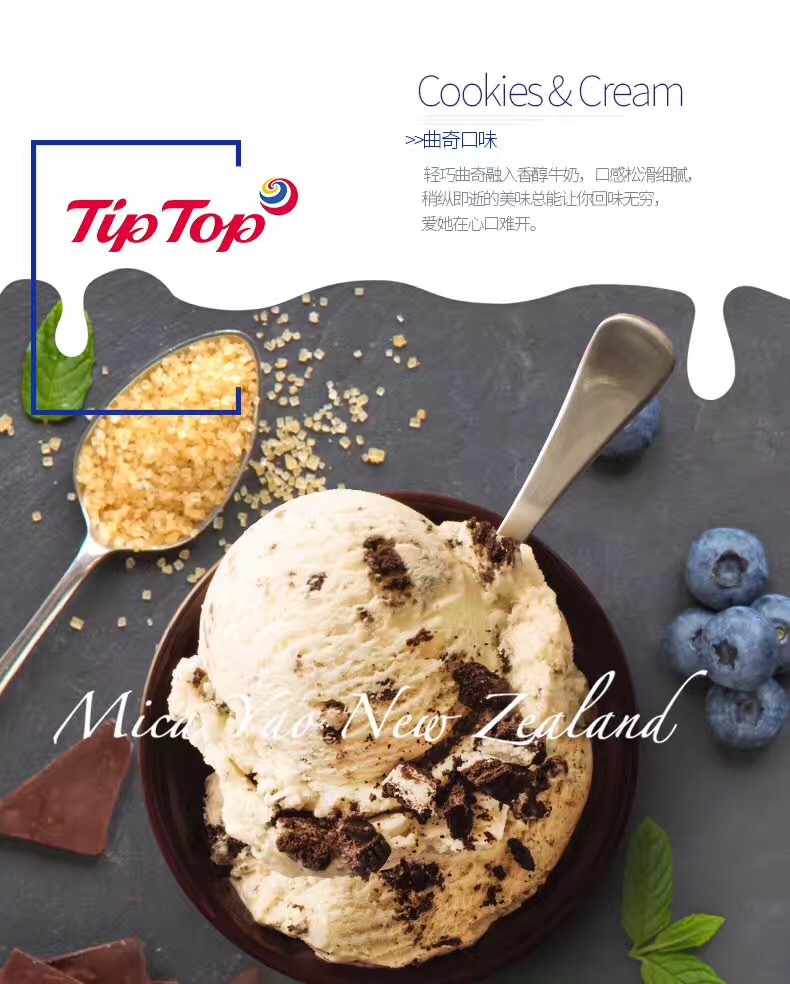 Cookies & Cream
>>曲奇口味
轻巧曲奇融入香醇牛奶，口感松滑细腻，
稍纵即逝的美味总能让你回味无穷，
爱她在心口难开。
Tip Top
Mica Yao New Zealand